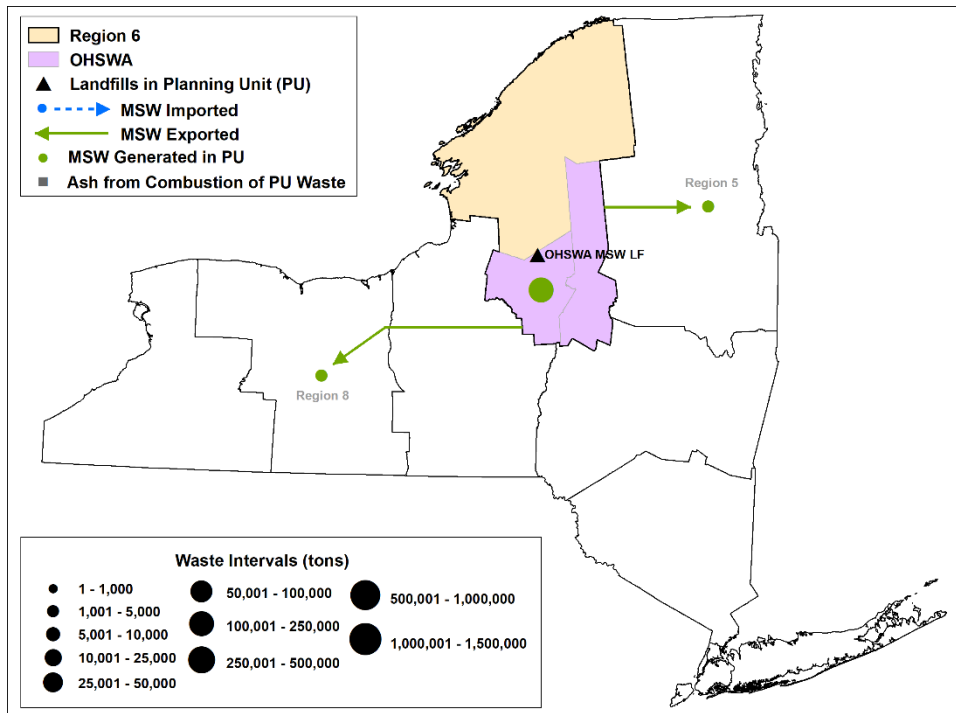 Region 6
OHSWA
Landfills in Planning Unit (PU)
MSW Imported
MSW Exported
MSW Generated in PU
Ash from Combustion of PU Waste
Region 5
OHSWA MSW LF
Region 8
Waste Intervals (tons)
1 - 1,000
1,001 - 5,000
5,001 - 10,000
10,001 - 25,000
25,001 - 50,000
50,001 - 100,000
100,001 - 250,000
250,001 - 500,000
500,001 - 1,000,000
1,000,001 - 1,500,000